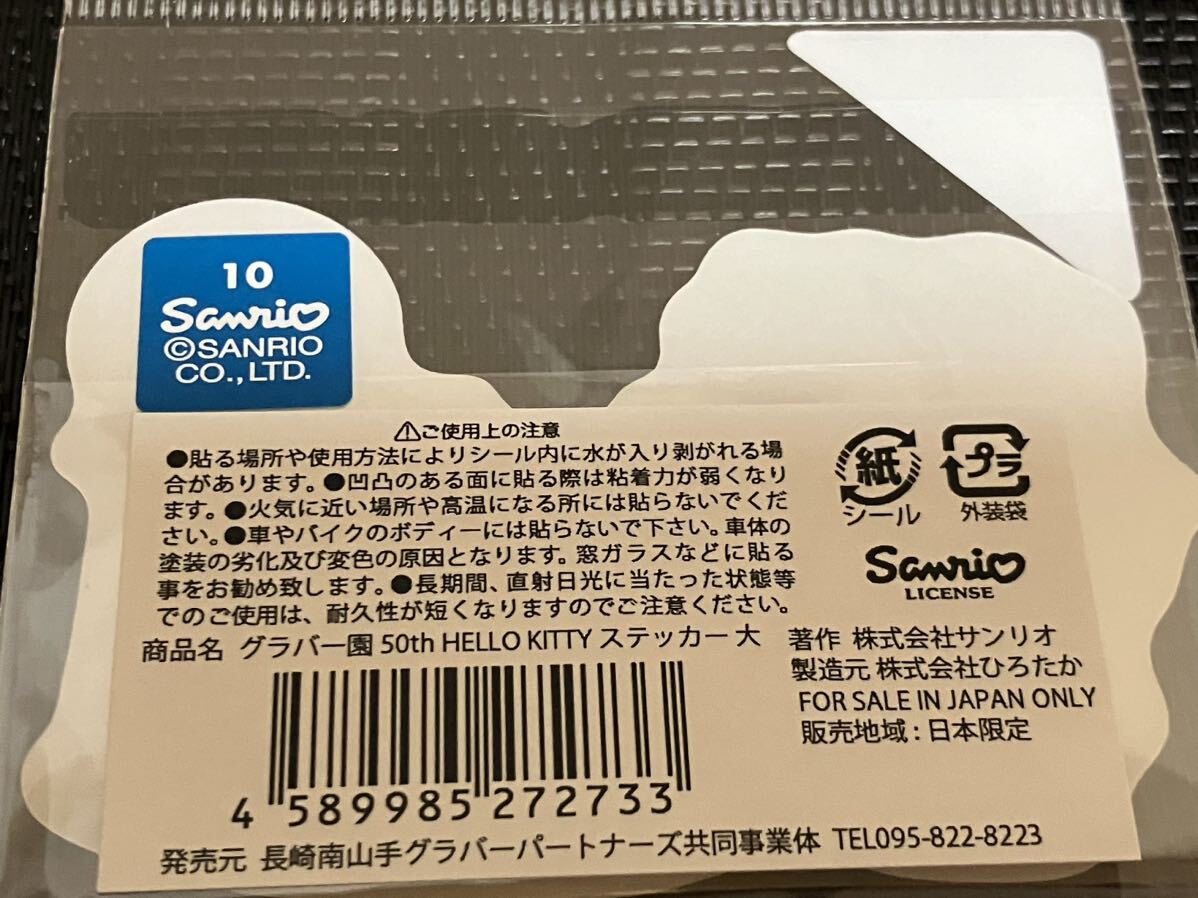 10
Sanrio
©SANRIO
CO., LTD.
⚠ご使用上の注意
●貼る場所や使用方法によりシール内に水が入り剥がれる場
合があります。●凹凸のある面に貼る際は粘着力が弱くなり
ます。●火気に近い場所や高温になる所には貼らないでくだ
さい。●車やバイクのボディーには貼らないで下さい。車体の
塗装の劣化及び変色の原因となります。窓ガラスなどに貼る
事をお勧め致します。●長期間、直射日光に当たった状態等
でのご使用は、耐久性が短くなりますのでご注意ください。
紙
シール
プラ
外装袋
Sanrio
LICENSE
商品名 グラバー園 50th HELLO KITTY ステッカー 大
著作 株式会社サンリオ
製造元 株式会社ひろたか
FOR SALE IN JAPAN ONLY
販売地域：日本限定
4 589985 272733
発売元 長崎南山手グラバーパートナーズ共同事業体 TEL095-822-8223